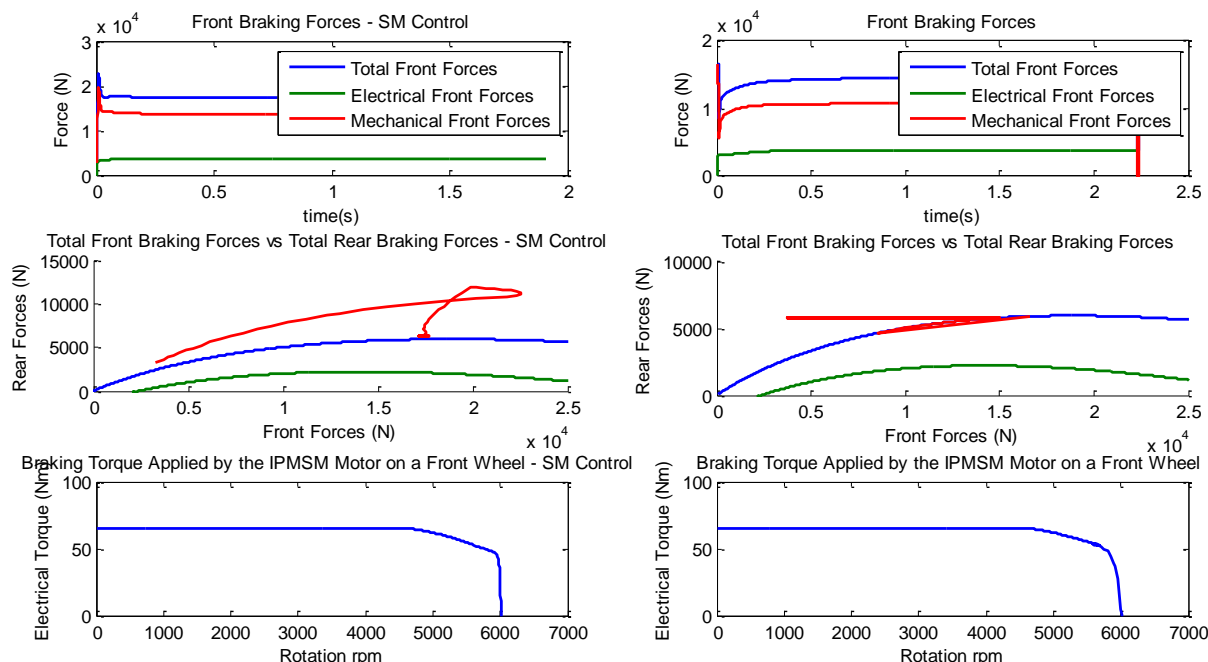 Front Braking Forces - SM Control
x 10^4
3
2
1
0
Force (N)
Total Front Forces
Electrical Front Forces
Mechanical Front Forces
0 0.5 1 1.5 2
time(s)
Front Braking Forces
x 10^4
2
1
0
Force (N)
Total Front Forces
Electrical Front Forces
Mechanical Front Forces
0 0.5 1 1.5 2 2.5
time(s)
Total Front Braking Forces vs Total Rear Braking Forces - SM Control
15000
10000
5000
0
Rear Forces (N)
0 0.5 1 1.5 2 2.5
x 10^4
Front Forces (N)
Total Front Braking Forces vs Total Rear Braking Forces
10000
5000
0
Rear Forces (N)
0 0.5 1 1.5 2 2.5
x 10^4
Front Forces (N)
Braking Torque Applied by the IPMSM Motor on a Front Wheel - SM Control
100
50
0
Electrical Torque (Nm)
0 1000 2000 3000 4000 5000 6000 7000
Rotation rpm
Braking Torque Applied by the IPMSM Motor on a Front Wheel
100
50
0
Electrical Torque (Nm)
0 1000 2000 3000 4000 5000 6000 7000
Rotation rpm